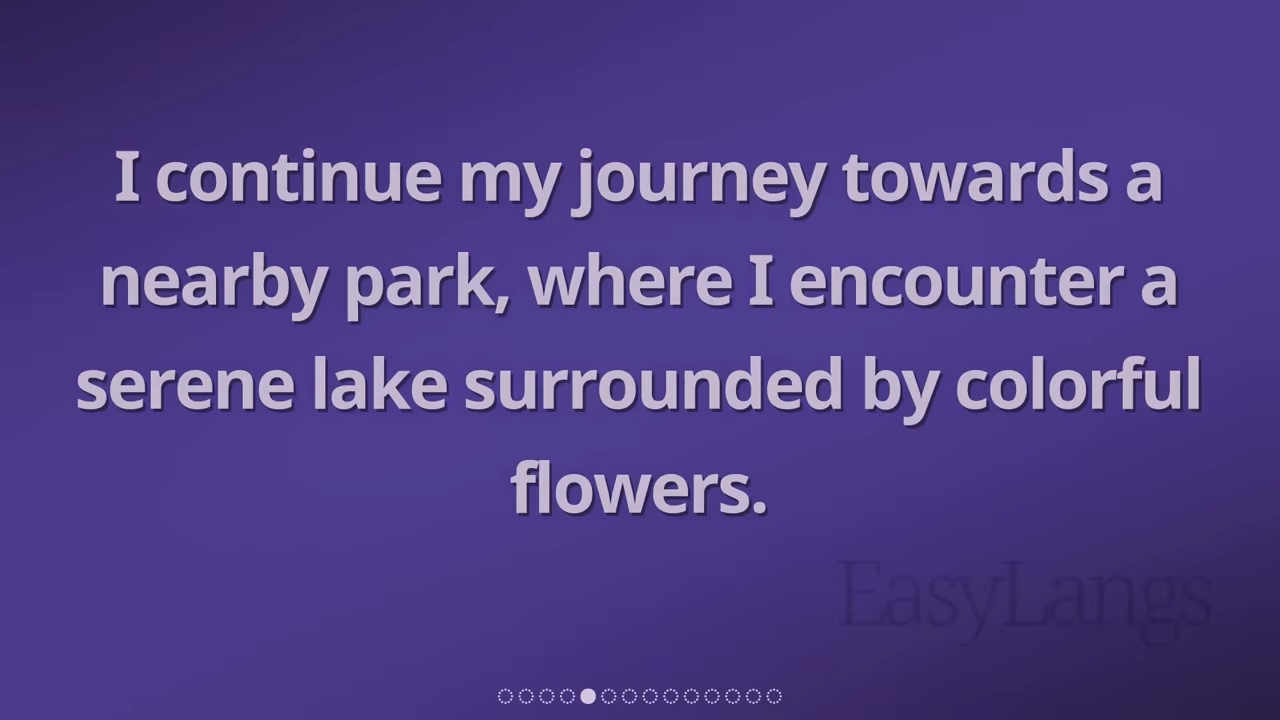 I continue my journey towards a
nearby park, where I encounter a
serene lake surrounded by colorful
flowers.
EasyLangs